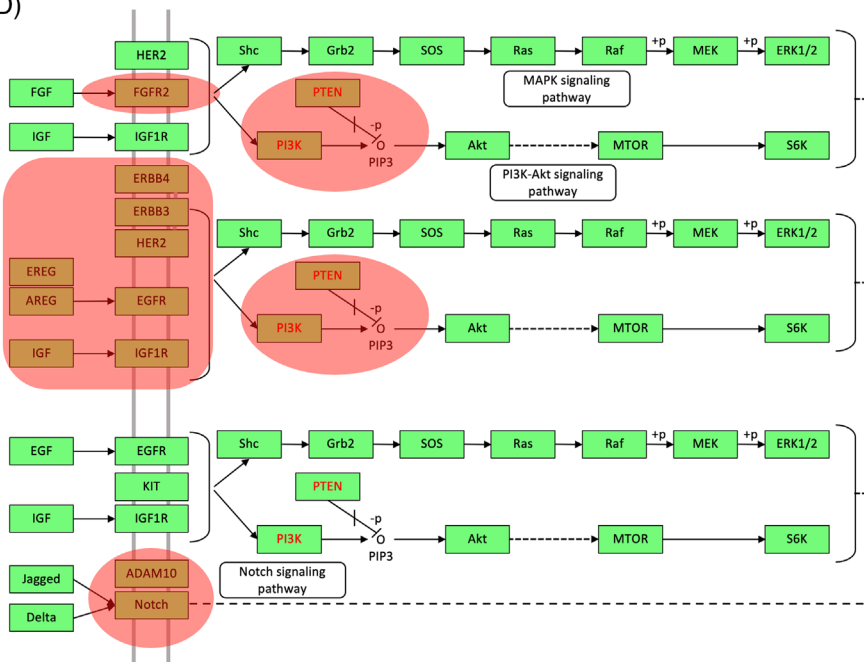 D)
HER2
Shc Grb2 SOS Ras Raf +p MEK +p ERK1/2
FGF FGFR2 PTEN MAPK signaling
pathway
-p
IGF IGF1R PI3K O Akt MTOR S6K
PIP3
ERBB4 PI3K-Akt signaling
pathway
ERBB3
Shc Grb2 SOS Ras Raf +p MEK +p ERK1/2
HER2
EREG PTEN
AREG EGFR -p
PI3K O Akt MTOR S6K
PIP3
IGF IGF1R
EGF EGFR Shc Grb2 SOS Ras Raf +p MEK +p ERK1/2
KIT PTEN
IGF IGF1R -p
PI3K O Akt MTOR S6K
PIP3
ADAM10 Notch signaling
pathway
Jagged
Notch
Delta